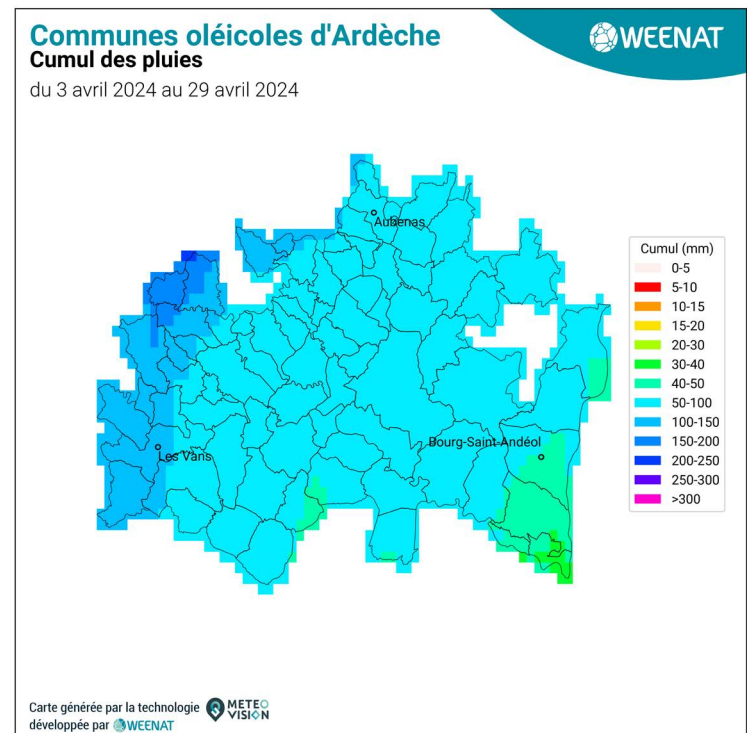 Communes oléicoles d'Ardèche
Cumul des pluies
du 3 avril 2024 au 29 avril 2024
WEENAT
Aubenas
Les Vans
Bourg-Saint-Andéol
Cumul (mm)
0-5
5-10
10-15
15-20
20-30
30-40
40-50
50-100
100-150
150-200
200-250
250-300
>300
Carte générée par la technologie METEO VISION
développée par WEENAT